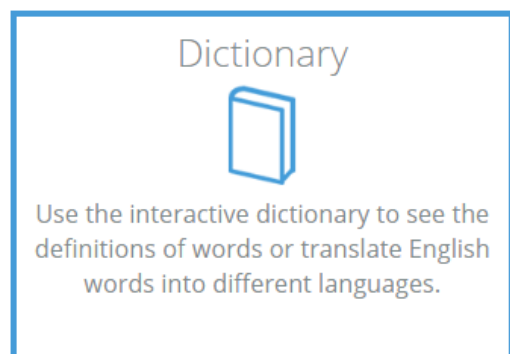 Dictionary
Use the interactive dictionary to see the
definitions of words or translate English
words into different languages.